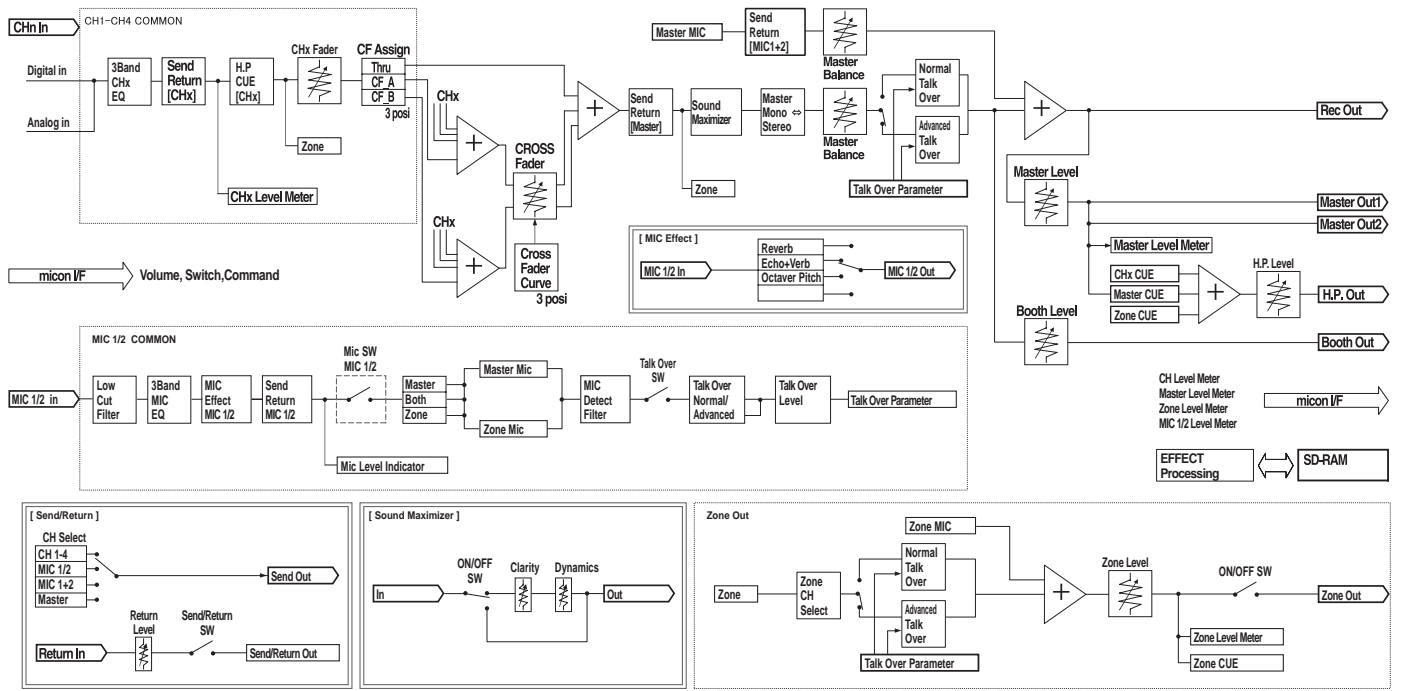 CHn In
CH1-CH4 COMMON
Digital in
Analog in
3Band
CHx
EQ
Send
Return
[CHx]
H.P
CUE
[CHx]
CHx Fader
CF Assign
Thru
CF_A
CF_B
3 posi
Zone
CHx Level Meter
CHx
CHx
CROSS
Fader
Cross
Fader
Curve
3 posi
+
+
+
Send
Return
[Master]
Zone
Sound
Maximizer
Master
Mono ⇔
Stereo
Master
Balance
Master MIC
Send
Return
[MIC1+2]
Master
Balance
Normal
Talk
Over
Advanced
Talk
Over
Talk Over Parameter
+
Rec Out
Master Level
Master Out1
Master Out2
Master Level Meter
CHx CUE
Master CUE
Zone CUE
+
H.P. Level
H.P. Out
Booth Level
Booth Out
micon I/F
Volume, Switch,Command
[ MIC Effect ]
MIC 1/2 In
Reverb
Echo+Verb
Octaver Pitch
MIC 1/2 Out
MIC 1/2 COMMON
MIC 1/2 in
Low
Cut
Filter
3Band
MIC
EQ
MIC
Effect
MIC 1/2
Send
Return
MIC 1/2
Mic SW
MIC 1/2
Master
Both
Zone
Master Mic
Zone Mic
Mic Level Indicator
MIC
Detect
Filter
Talk Over
SW
Talk Over
Normal/
Advanced
Talk Over
Level
Talk Over Parameter
CH Level Meter
Master Level Meter
Zone Level Meter
MIC 1/2 Level Meter
micon I/F
EFFECT
Processing
SD-RAM
[ Send/Return ]
CH Select
CH 1-4
MIC 1/2
MIC 1+2
Master
Send Out
Return In
Return
Level
Send/Return
SW
Send/Return Out
[ Sound Maximizer ]
In
ON/OFF
SW
Clarity
Dynamics
Out
Zone Out
Zone
Zone
CH
Select
Zone MIC
Normal
Talk
Over
Advanced
Talk
Over
Talk Over Parameter
+
Zone Level
ON/OFF SW
Zone Out
Zone Level Meter
Zone CUE